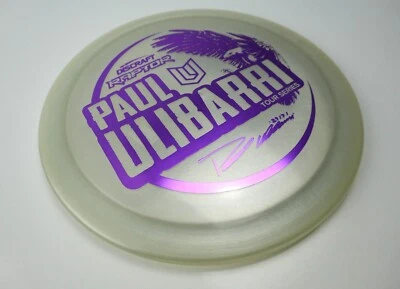 DISCRAFT
RAPTOR
PAUL
ULIBARRI
TOUR SERIES